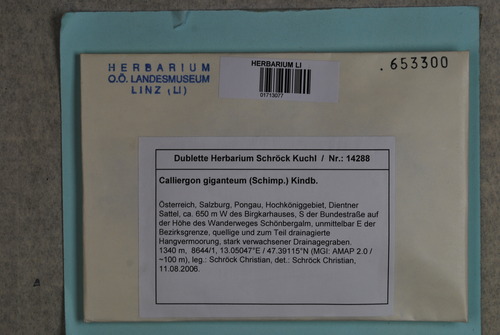 HERBARIUM
O.Ö. LANDESMUSEUM
LINZ (LI)
HERBARIUM LI
01713077
.653300
Dublette Herbarium Schröck Kuchl / Nr.: 14288
Calliergon giganteum (Schimp.) Kindb.
Österreich, Salzburg, Pongau, Hochköniggebiet, Dientner
Sattel, ca. 650 m W des Birgkarhauses, S der Bundestraße auf
der Höhe des Wanderweges Schönbergalm, unmittelbar E der
Bezirksgrenze, quellige und zum Teil drainagierte
Hangvermoorung, stark verwachsener Drainagegraben.
1340 m, 8644/1, 13.05047°E / 47.39115°N (MGI: AMAP 2.0 /
~100 m), leg.: Schröck Christian, det.: Schröck Christian,
11.08.2006.